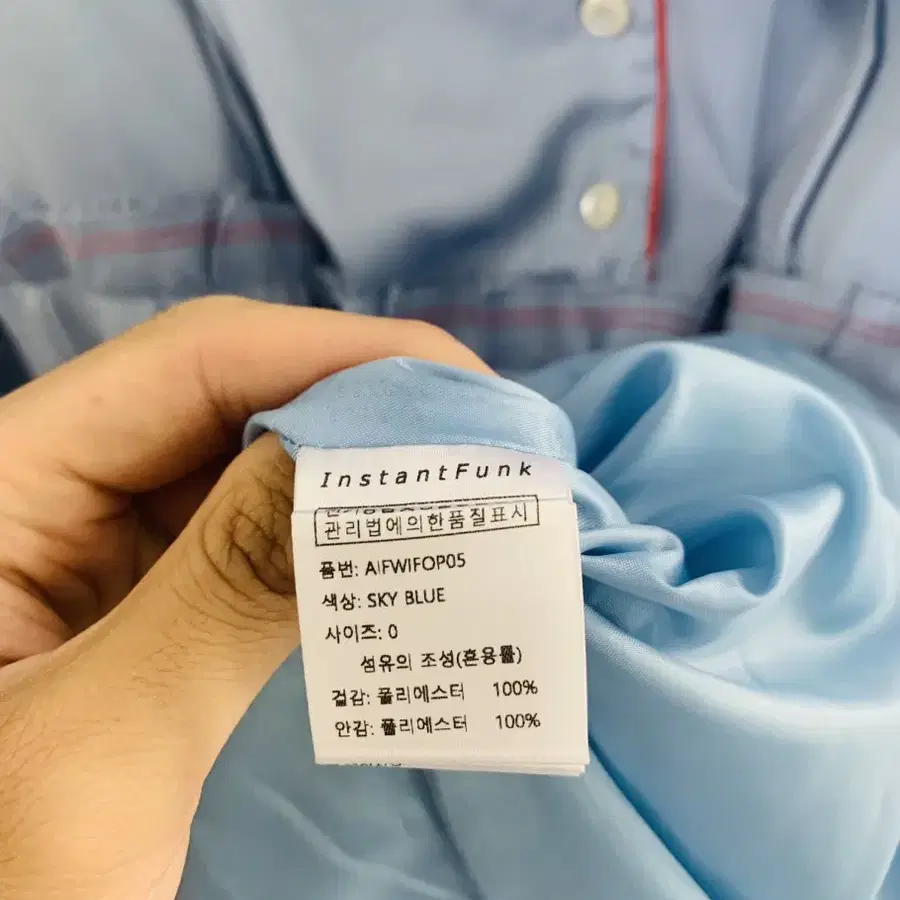 InstantFunk
관리법에의한품질표시
품번: AIFWIFOP05
색상: SKY BLUE
사이즈: 0
섬유의 조성(혼용률)
겉감: 폴리에스터 100%
안감: 폴리에스터 100%